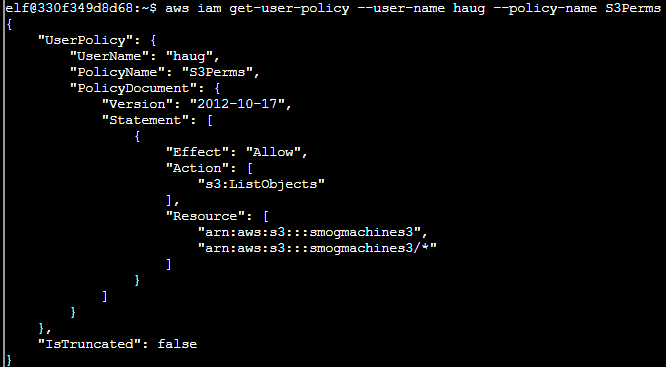 elf@330f349d8d68:~$ aws iam get-user-policy --user-name haug --policy-name S3Perms
{
    "UserPolicy": {
        "UserName": "haug",
        "PolicyName": "S3Perms",
        "PolicyDocument": {
            "Version": "2012-10-17",
            "Statement": [
                {
                    "Effect": "Allow",
                    "Action": [
                        "s3:ListObjects"
                    ],
                    "Resource": [
                        "arn:aws:s3:::smogmachines3",
                        "arn:aws:s3:::smogmachines3/*"
                    ]
                }
            ]
        }
    },
    "IsTruncated": false
}